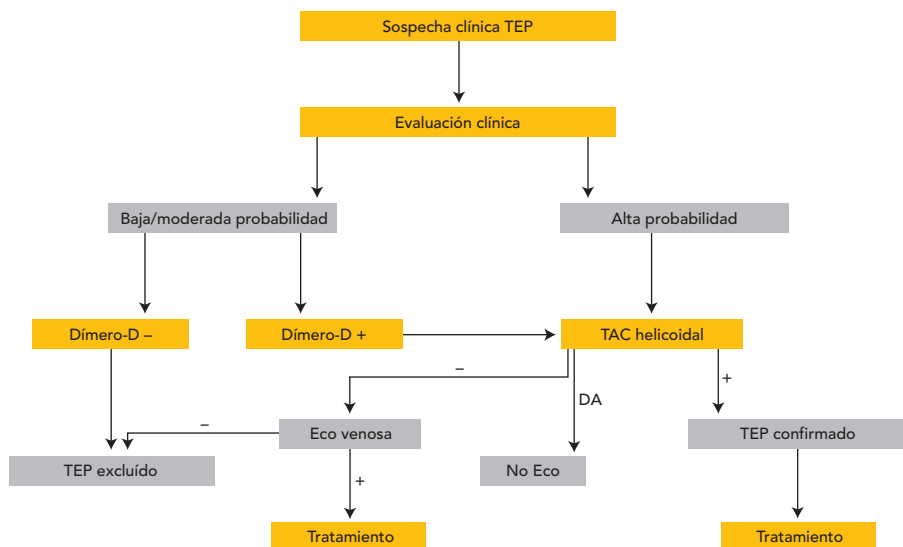 Sospecha clínica TEP
Evaluación clínica
Baja/moderada probabilidad
Alta probabilidad
Dímero-D –
Dímero-D +
TAC helicoidal
–
+
DA
–
Eco venosa
TEP confirmado
TEP excluído
No Eco
+
Tratamiento
Tratamiento